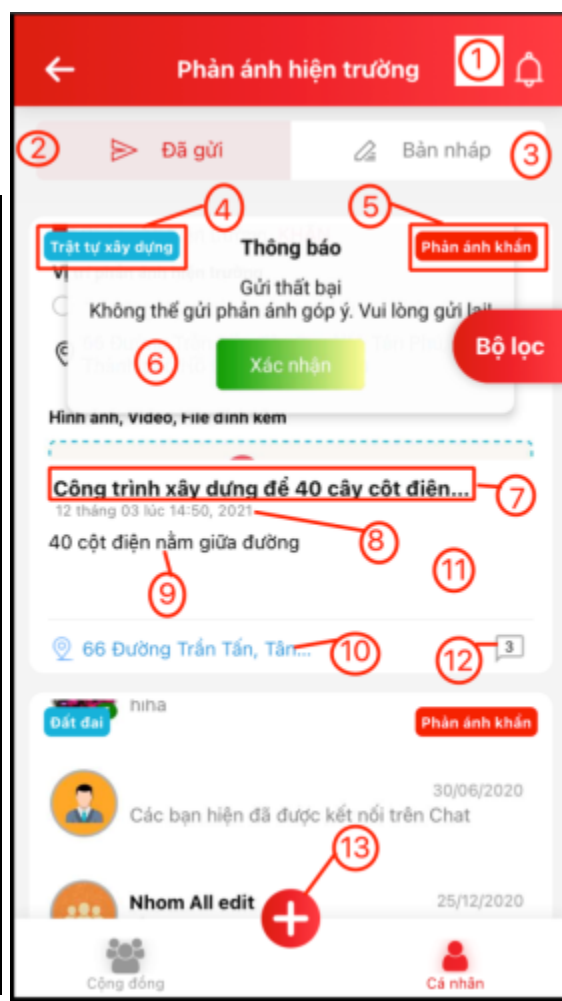 Phản ánh hiện trường 1
2 Đã gửi Bản nháp 3
4 5
Trật tự xây dựng Thông báo Phản ánh khẩn
Gửi thất bại
Không thể gửi phản ánh góp ý. Vui lòng gửi lại!
Bộ lọc
6 Xác nhận
Hình ảnh, Video, File đính kèm
Công trình xây dựng để 40 cây cột điện... 7
12 tháng 03 lúc 14:50, 2021 8
40 cột điện nằm giữa đường
9 11
66 Đường Trần Tấn, Tân... 10 12 3
niha
Đất đai Phản ánh khẩn
30/06/2020
Các bạn hiện đã được kết nối trên Chat
13
Nhom All edit 25/12/2020
Cộng đồng Cá nhân